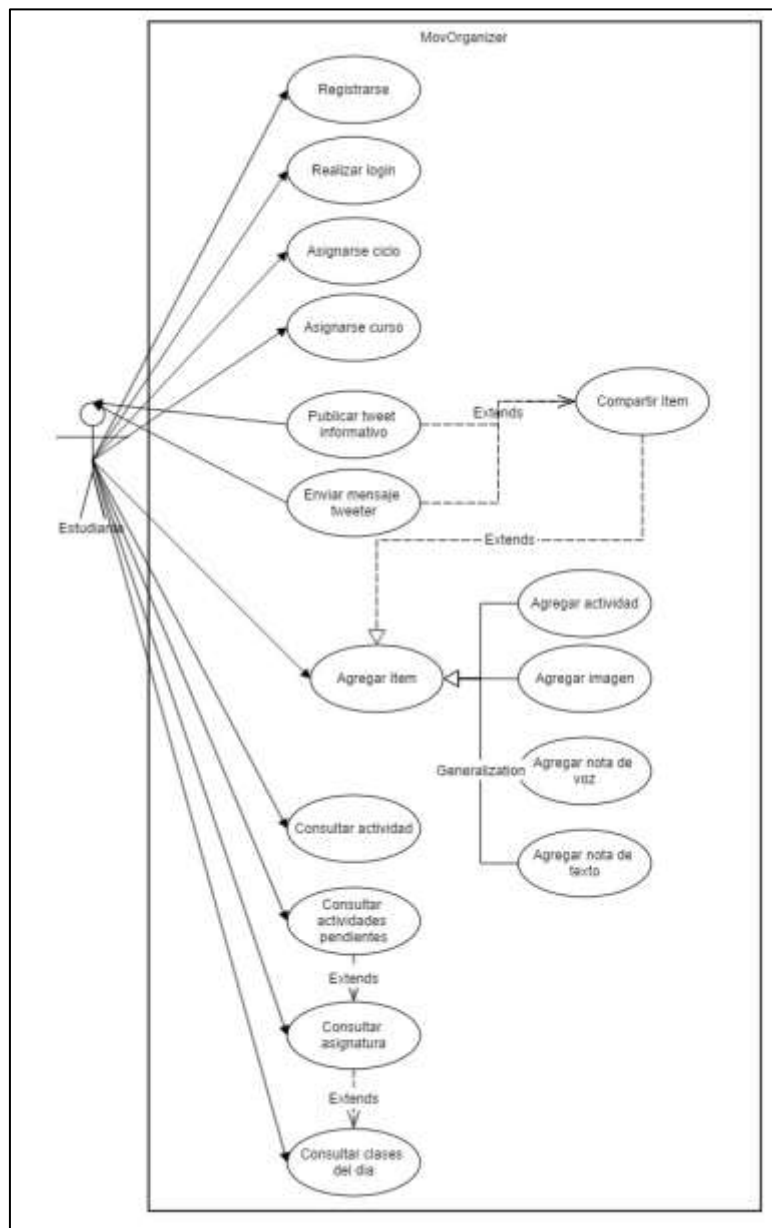 MovOrganizer
Registrarse
Realizar login
Asignarse ciclo
Asignarse curso
Publicar tweet
informativo
Extends
Compartir Item
Enviar mensaje
tweeter
Estudiante
Extends
Agregar actividad
Agregar Item
Agregar imagen
Generalization
Agregar nota de
voz
Consultar actividad
Agregar nota de
texto
Consultar
actividades
pendientes
Extends
Consultar
asignatura
Extends
Consultar clases
del dia